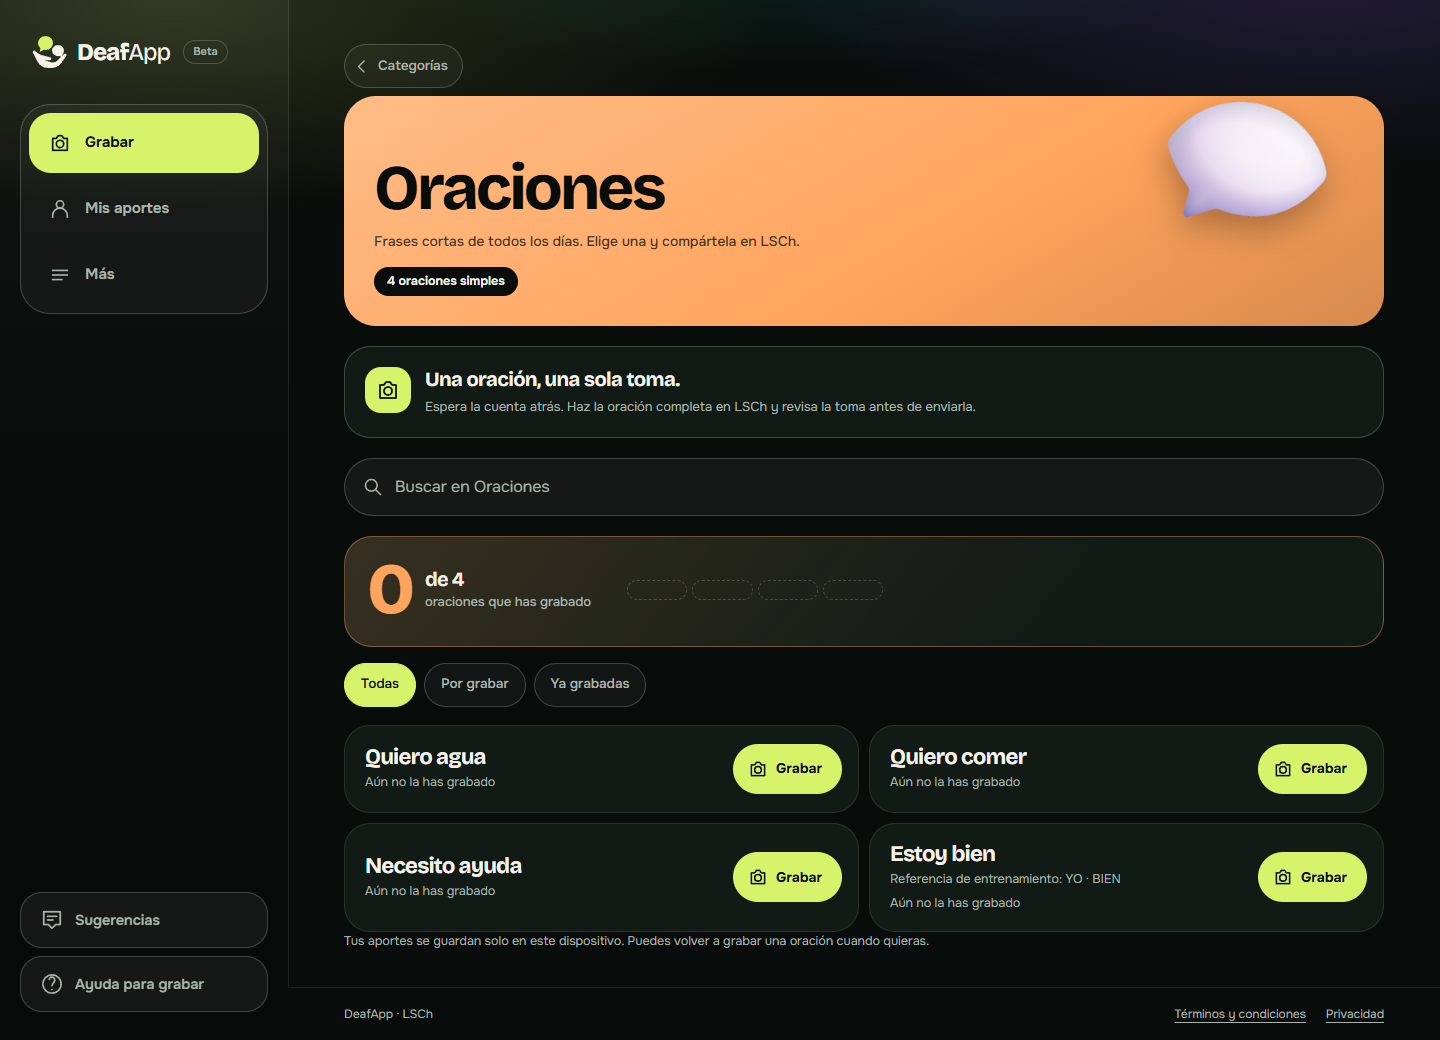 DeafApp Beta
Grabar
Mis aportes
Más
Sugerencias
Ayuda para grabar
Categorías
Oraciones
Frases cortas de todos los días. Elige una y compártela en LSCh.
4 oraciones simples
Una oración, una sola toma.
Espera la cuenta atrás. Haz la oración completa en LSCh y revisa la toma antes de enviarla.
Buscar en Oraciones
0 de 4
oraciones que has grabado
Todas Por grabar Ya grabadas
Quiero agua
Aún no la has grabado
Grabar
Quiero comer
Aún no la has grabado
Grabar
Necesito ayuda
Aún no la has grabado
Grabar
Estoy bien
Referencia de entrenamiento: YO · BIEN
Aún no la has grabado
Grabar
Tus aportes se guardan solo en este dispositivo. Puedes volver a grabar una oración cuando quieras.
DeafApp · LSCh
Términos y condiciones Privacidad